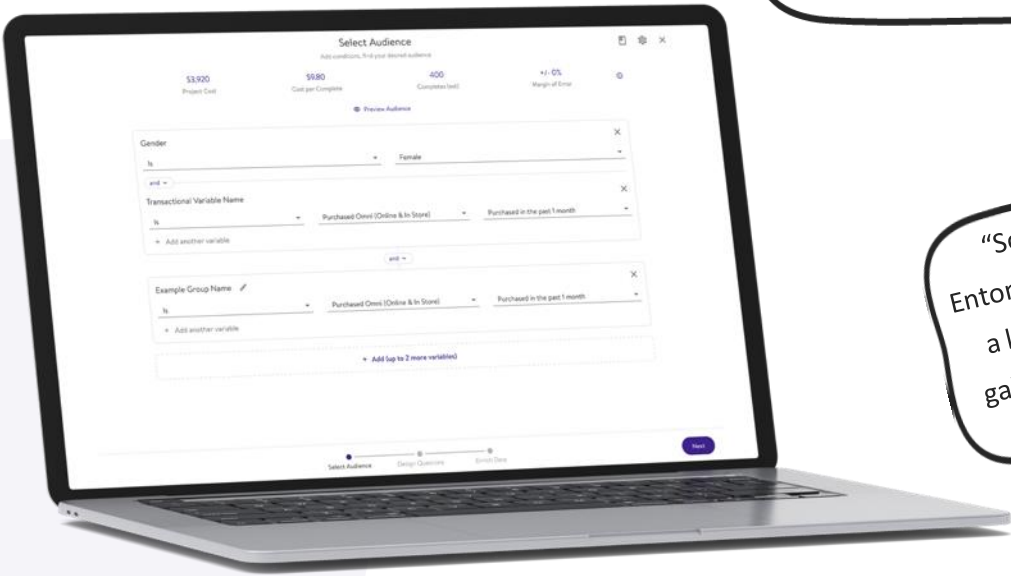 Select Audience
Add conditions, find your desired audience
$3,920
Project Cost
$9.80
Cost per Complete
400
Completes (est)
+/- 0%
Margin of Error
Preview Audience
Gender
Is
Female
and
Transactional Variable Name
Is
Purchased Omni (Online & In Store)
Purchased in the past 1 month
+ Add another variable
and
Example Group Name
Is
Purchased Omni (Online & In Store)
Purchased in the past 1 month
+ Add another variable
+ Add (up to 2 more variables)
Select Audience
Design Questions
Enrich Data
Next
“S
Entor
a
ga